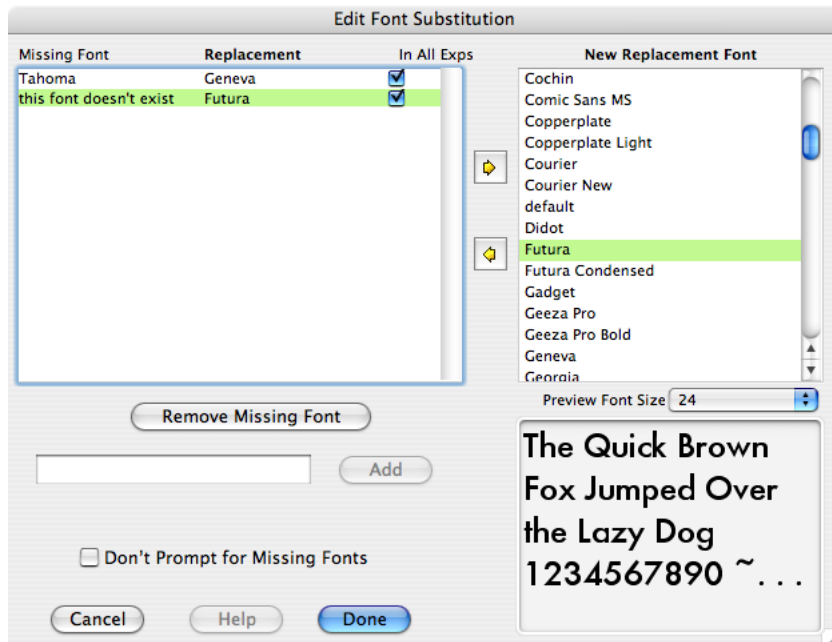 Edit Font Substitution
Missing Font Replacement In All Exps
Tahoma Geneva
this font doesn't exist Futura
New Replacement Font
Cochin
Comic Sans MS
Copperplate
Copperplate Light
Courier
Courier New
default
Didot
Futura
Futura Condensed
Gadget
Geeza Pro
Geeza Pro Bold
Geneva
Georgia
Remove Missing Font
Add
Don't Prompt for Missing Fonts
Cancel Help Done
Preview Font Size 24
The Quick Brown
Fox Jumped Over
the Lazy Dog
1234567890 ~...